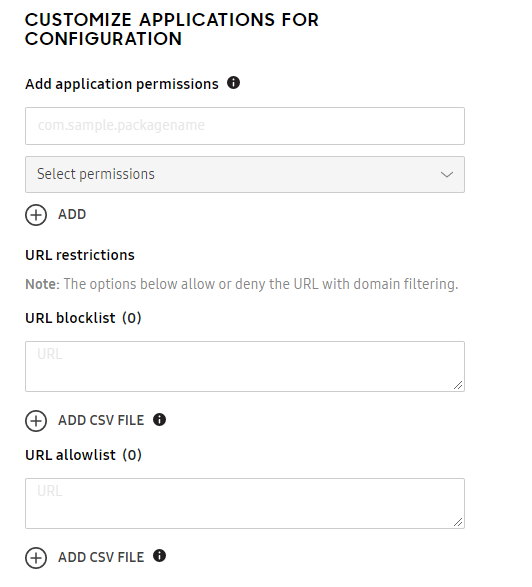 CUSTOMIZE APPLICATIONS FOR
CONFIGURATION
Add application permissions
com.sample.packagename
Select permissions
ADD
URL restrictions
Note: The options below allow or deny the URL with domain filtering.
URL blocklist (0)
URL
ADD CSV FILE
URL allowlist (0)
URL
ADD CSV FILE